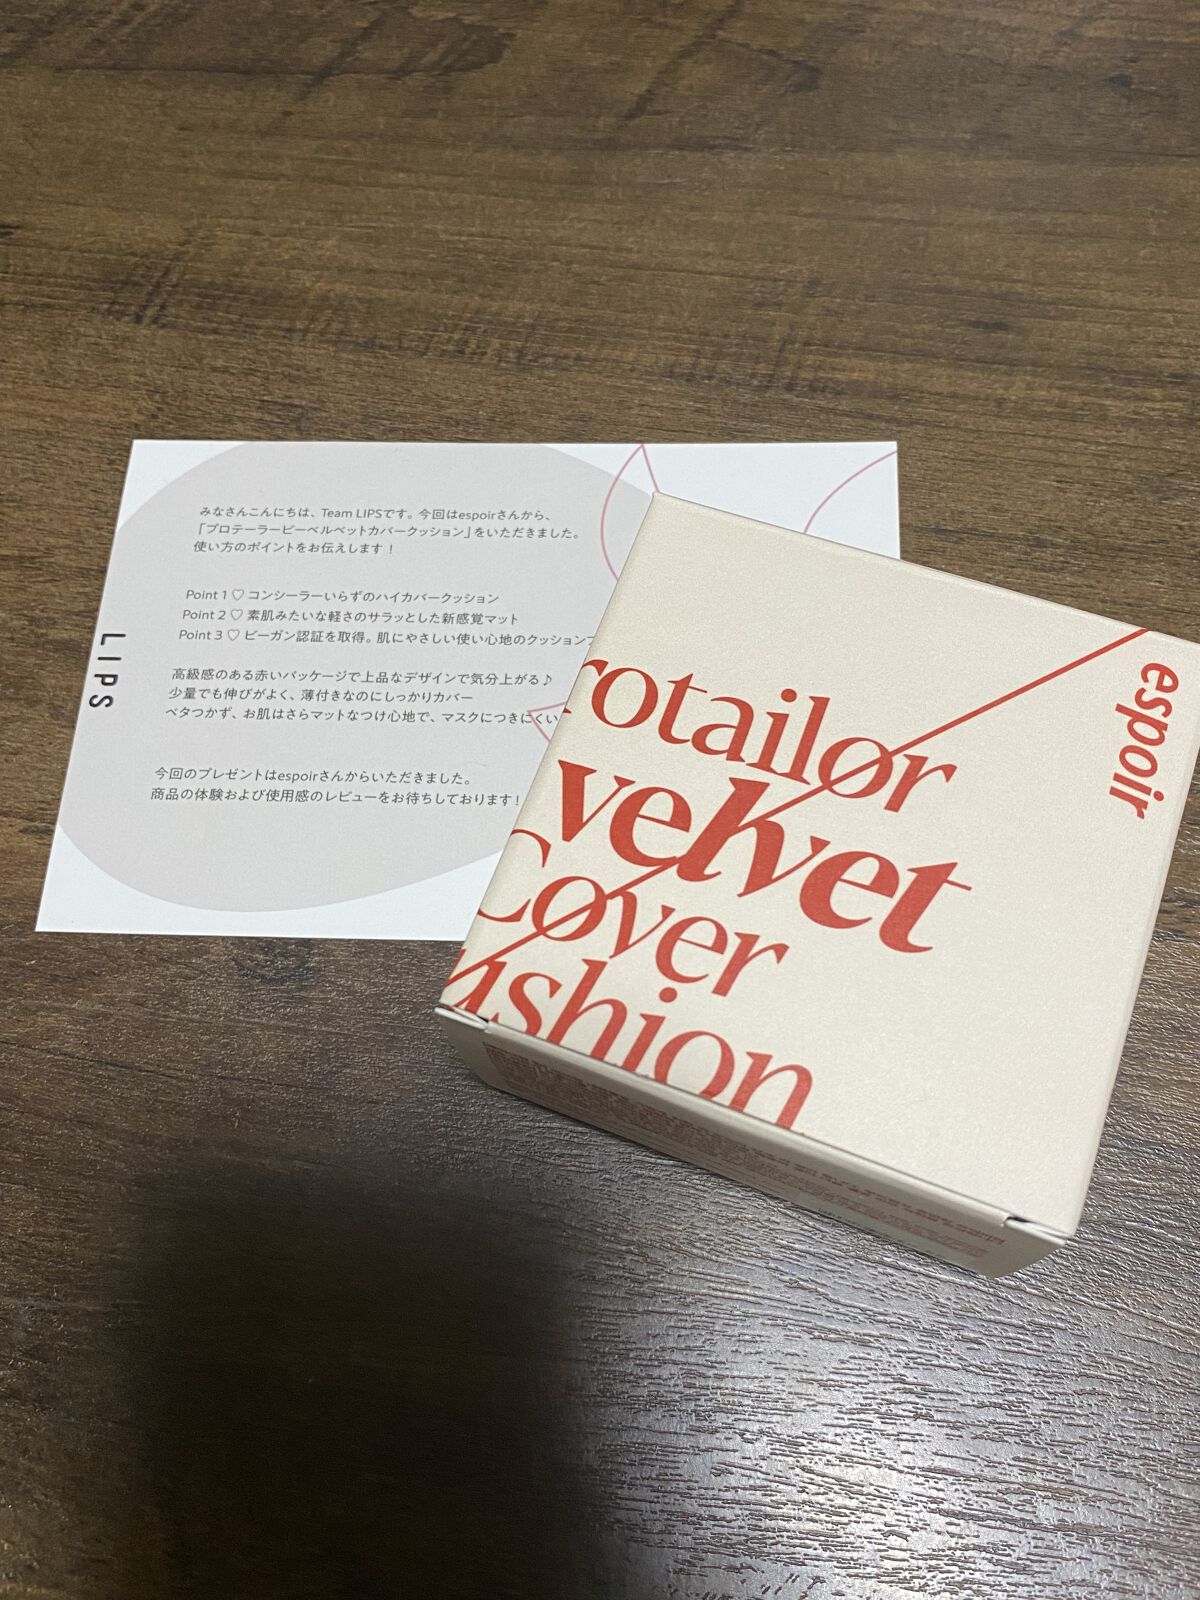 みなさんこんにちは、Team LIPSです。今回はespoirさんから、
「プロテーラービーベルベットカバークッション」をいただきました。
使い方のポイントをお伝えします！
Point 1 ♡ コンシーラーいらずのハイカバークッション
Point 2 ♡ 素肌みたいな軽さのサラッとした新感覚マット
Point 3 ♡ ビーガン認証を取得。肌にやさしい使い心地のクッション
高級感のある赤いパッケージで上品なデザインで気分上がる♪
少量でも伸びがよく、薄付きなのにしっかりカバー
ベタつかず、お肌はさらマットなつけ心地で、マスクにつきにくい
今回のプレゼントはespoirさんからいただきました。
商品の体験および使用感のレビューをお待ちしております！
LIPS
espoir
rotailor
velvet
Cover
ushion